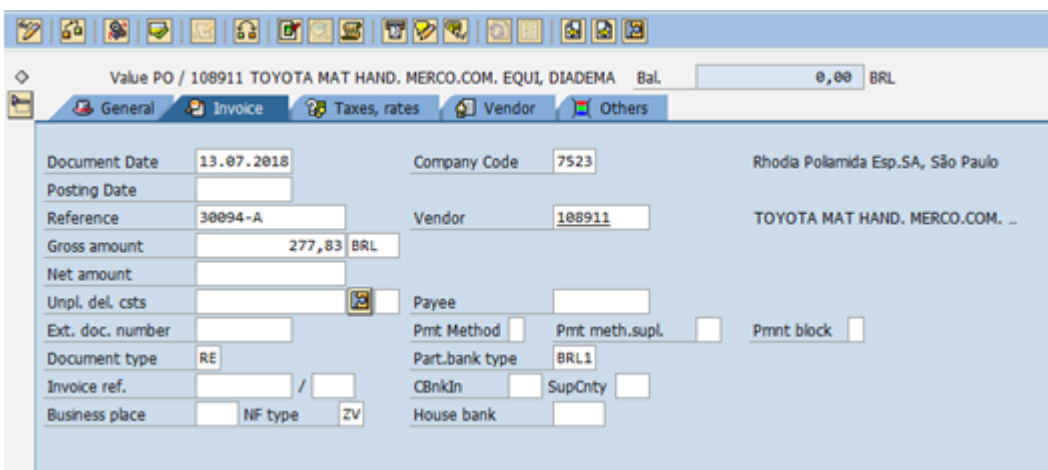 Value PO / 108911 TOYOTA MAT HAND. MERCO.COM. EQUI, DIADEMA Bal. 0,00 BRL
General Invoice Taxes, rates Vendor Others
Document Date 13.07.2018 Company Code 7523 Rhodia Poliamida Esp.SA, São Paulo
Posting Date
Reference 30094-A Vendor 108911 TOYOTA MAT HAND. MERCO.COM. _
Gross amount 277,83 BRL
Net amount
Unpl. del. csts Payee
Ext. doc. number Pmt Method Pmt meth.supl. Pmnt block
Document type RE Part.bank type BRL1
Invoice ref. / CBnkIn SupCnty
Business place NF type ZV House bank